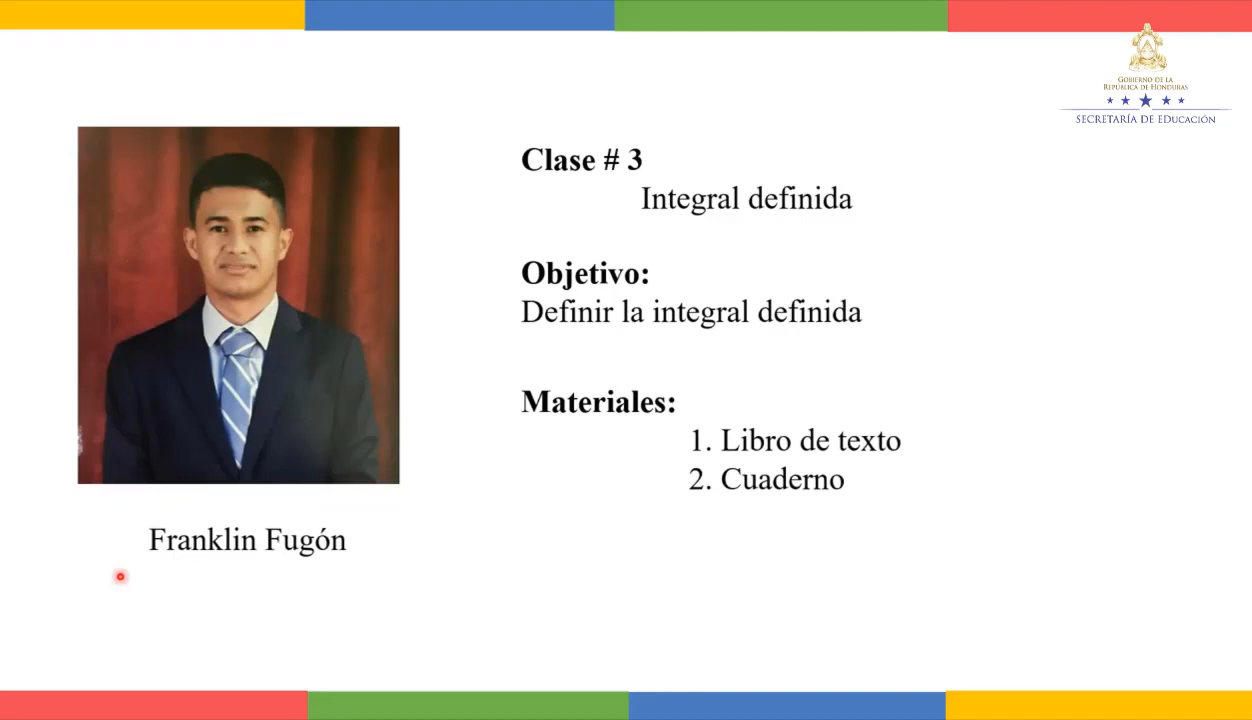 GOBIERNO DE LA
REPÚBLICA DE HONDURAS
SECRETARÍA DE EDUCACIÓN
Clase # 3
Integral definida
Objetivo:
Definir la integral definida
Materiales:
1. Libro de texto
2. Cuaderno
Franklin Fugón